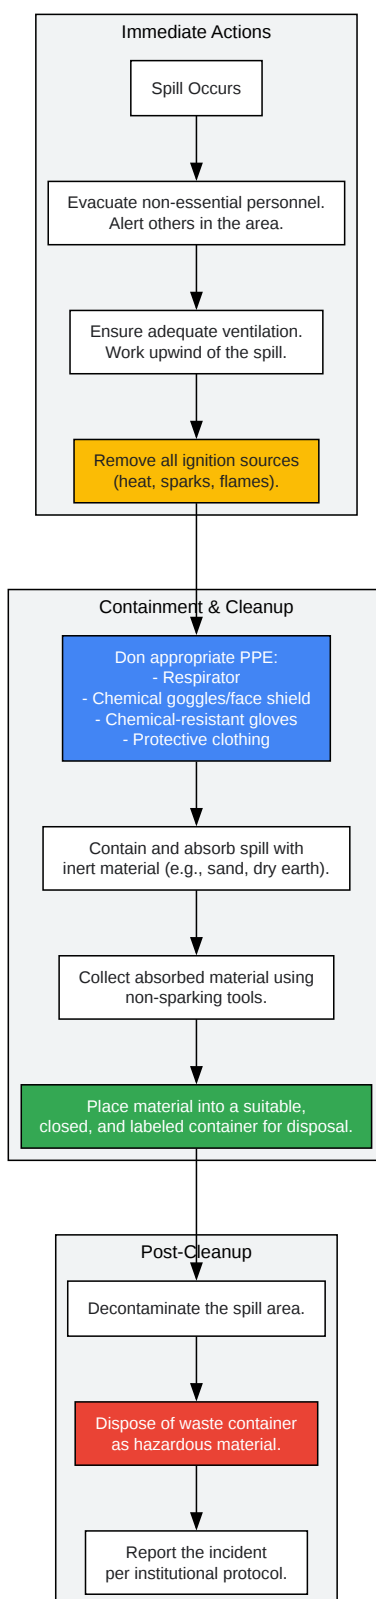 Immediate Actions
Spill Occurs
Evacuate non-essential personnel.
Alert others in the area.
Ensure adequate ventilation.
Work upwind of the spill.
Remove all ignition sources
(heat, sparks, flames).
Containment & Cleanup
Don appropriate PPE:
- Respirator
- Chemical goggles/face shield
- Chemical-resistant gloves
- Protective clothing
Contain and absorb spill with
inert material (e.g., sand, dry earth).
Collect absorbed material using
non-sparking tools.
Place material into a suitable,
closed, and labeled container for disposal.
Post-Cleanup
Decontaminate the spill area.
Dispose of waste container
as hazardous material.
Report the incident
per institutional protocol.